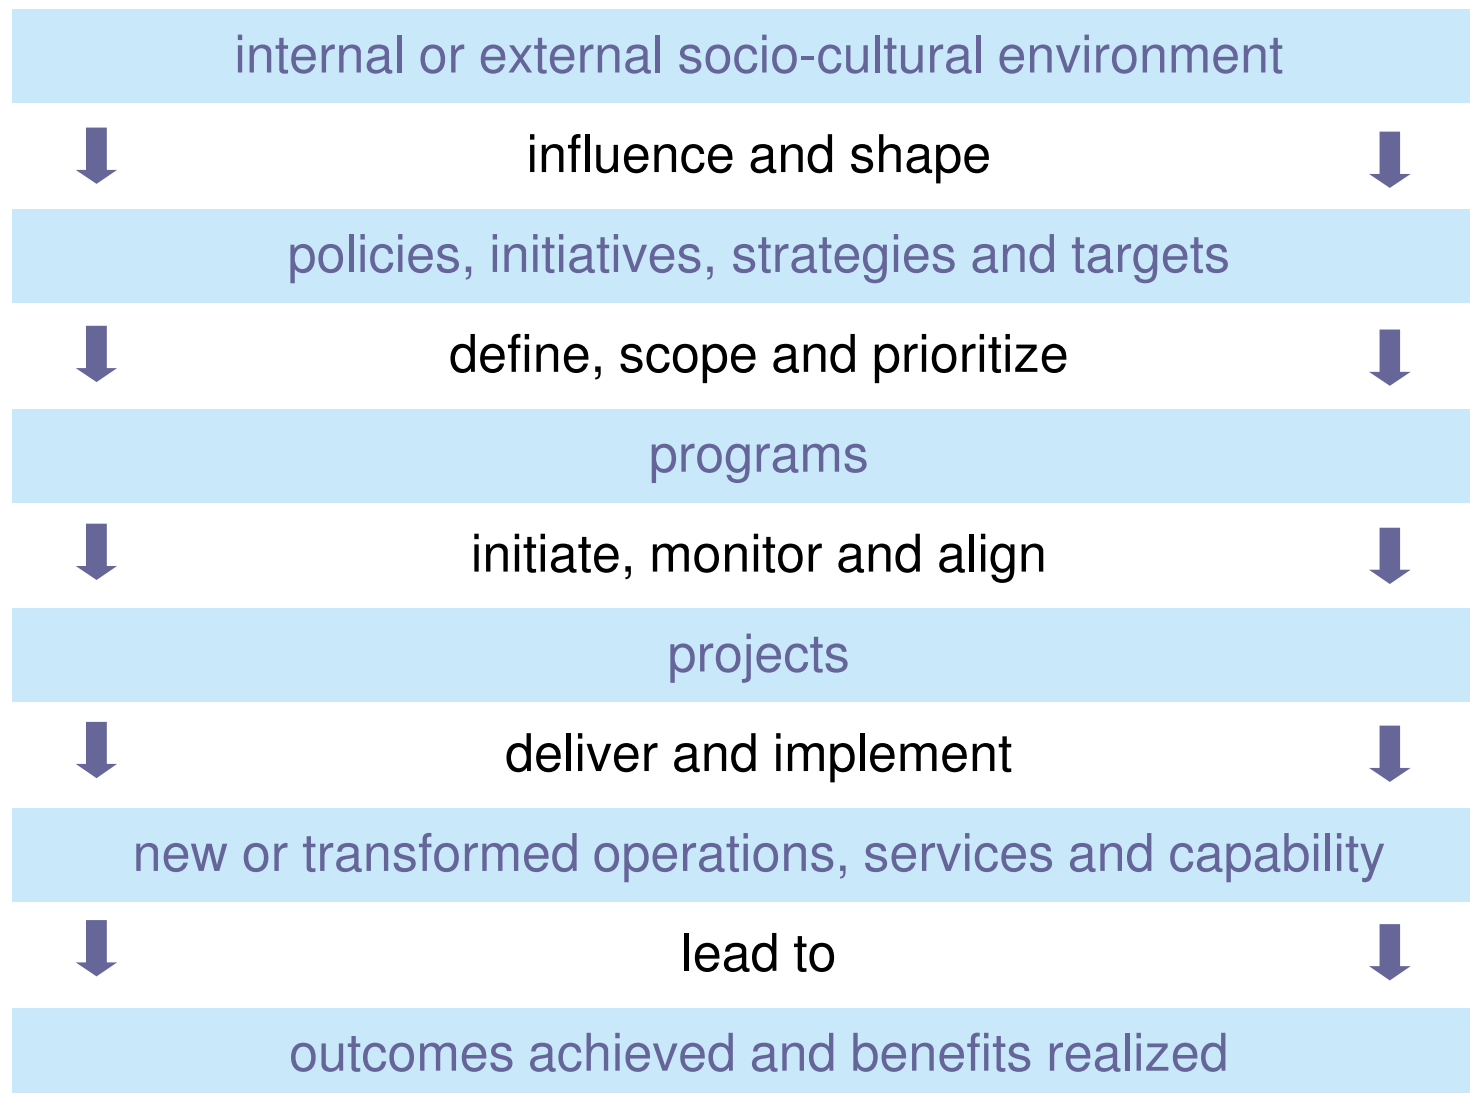 internal or external socio-cultural environment
influence and shape
policies, initiatives, strategies and targets
define, scope and prioritize
programs
initiate, monitor and align
projects
deliver and implement
new or transformed operations, services and capability
lead to
outcomes achieved and benefits realized